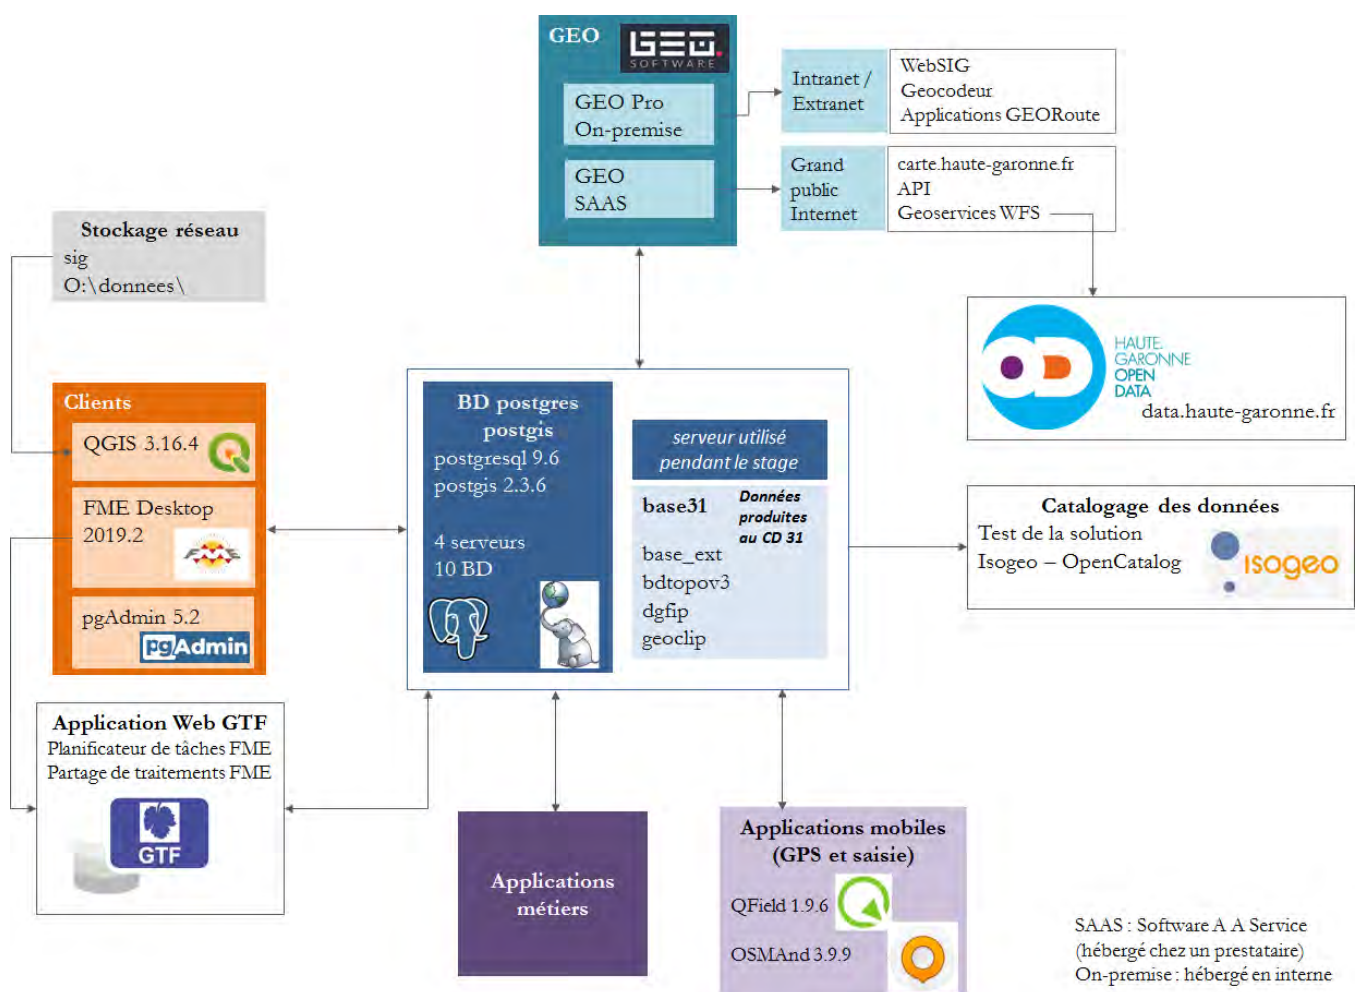 GEO
GEO.
SOFTWARE
GEO Pro
On-premise
GEO
SAAS
Intranet /
Extranet
WebSIG
Geocodeur
Applications GEORoute
Grand
public
Internet
carte.haute-garonne.fr
API
Geoservices WFS
Stockage réseau
sig
O:\donnees\
HAUTE.
GARONNE
OPEN
DATA
data.haute-garonne.fr
Clients
QGIS 3.16.4
FME Desktop
2019.2
FME
pgAdmin 5.2
pgAdmin
BD postgres
postgis
postgresql 9.6
postgis 2.3.6
4 serveurs
10 BD
serveur utilisé
pendant le stage
base31
Données
produites
au CD 31
base_ext
bdtopov3
dgfip
geoclip
Catalogage des données
Test de la solution
Isogeo – OpenCatalog
isogeo
Application Web GTF
Planificateur de tâches FME
Partage de traitements FME
GTF
Applications
métiers
Applications mobiles
(GPS et saisie)
QField 1.9.6
OSMAnd 3.9.9
SAAS : Software A A Service
(hébergé chez un prestataire)
On-premise : hébergé en interne